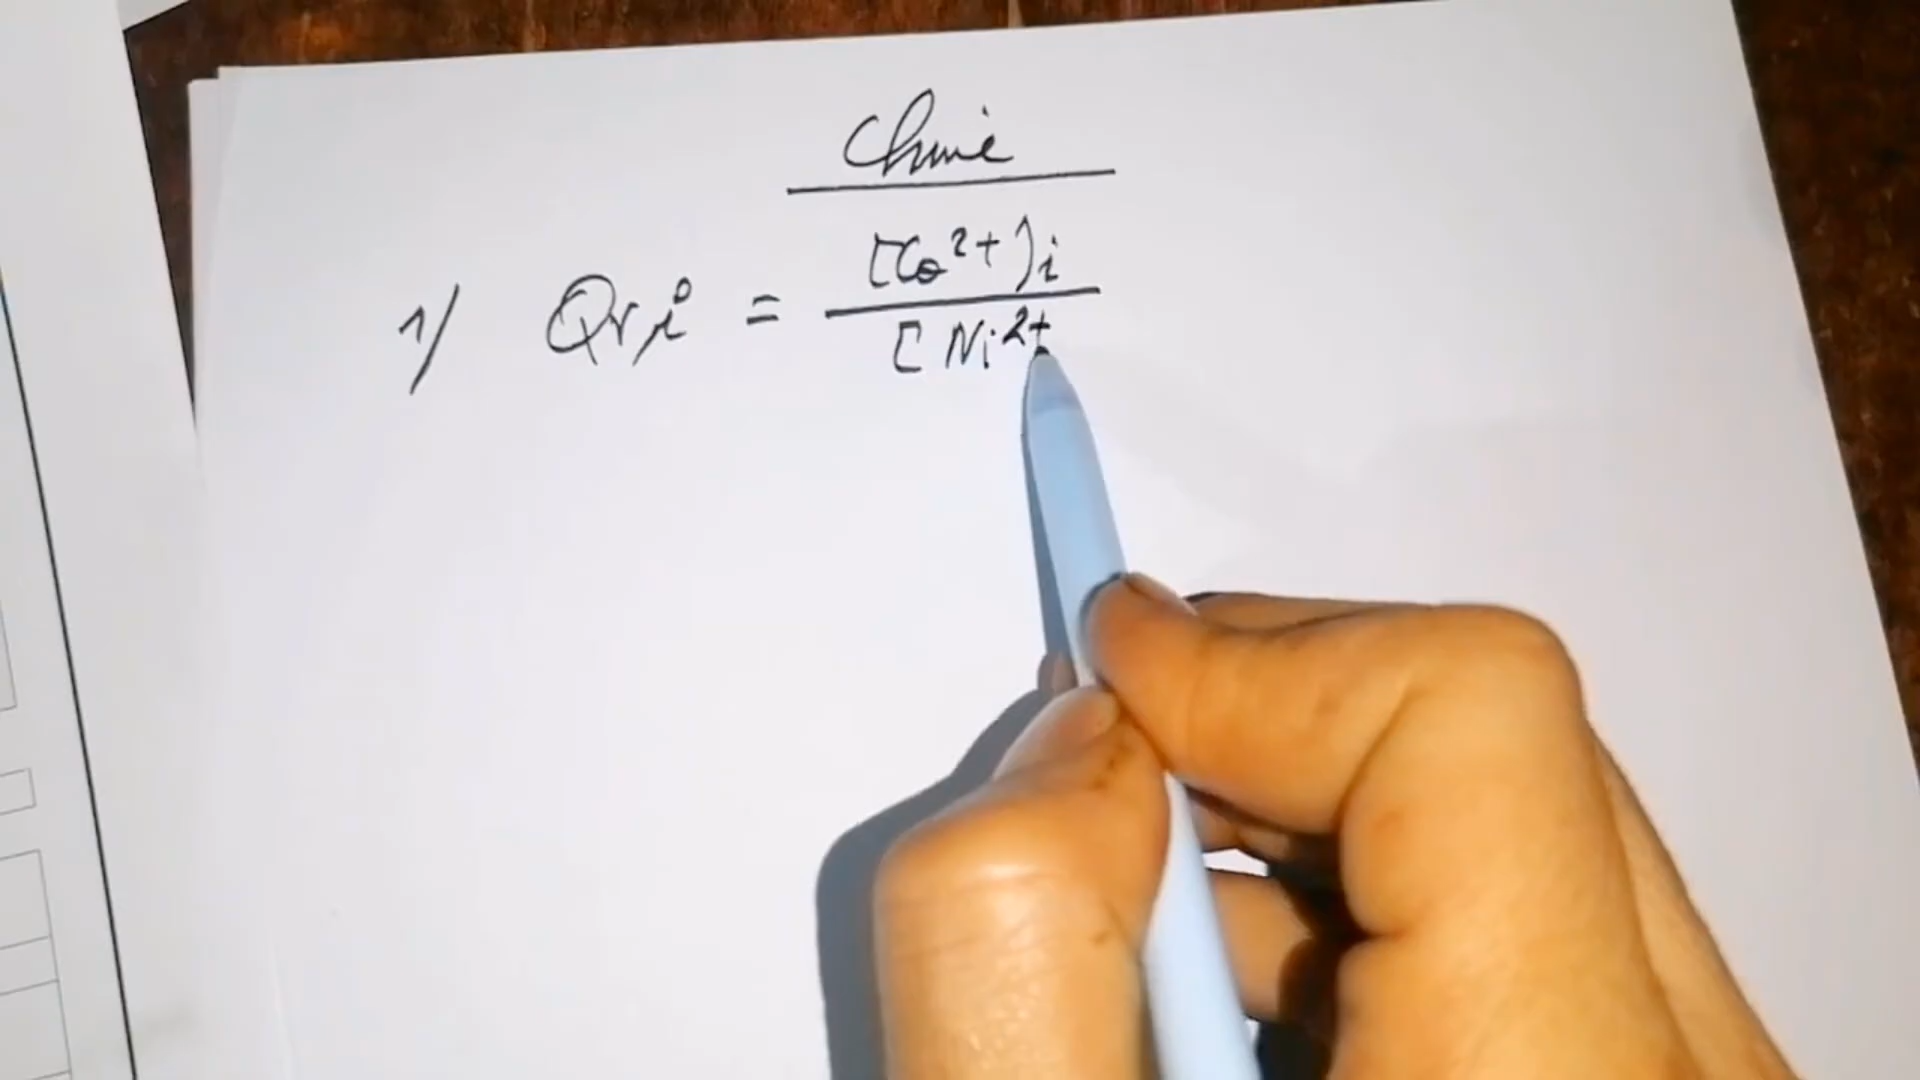 Chimie
1/ Qr,i = [Co²⁺]i
[Ni²⁺